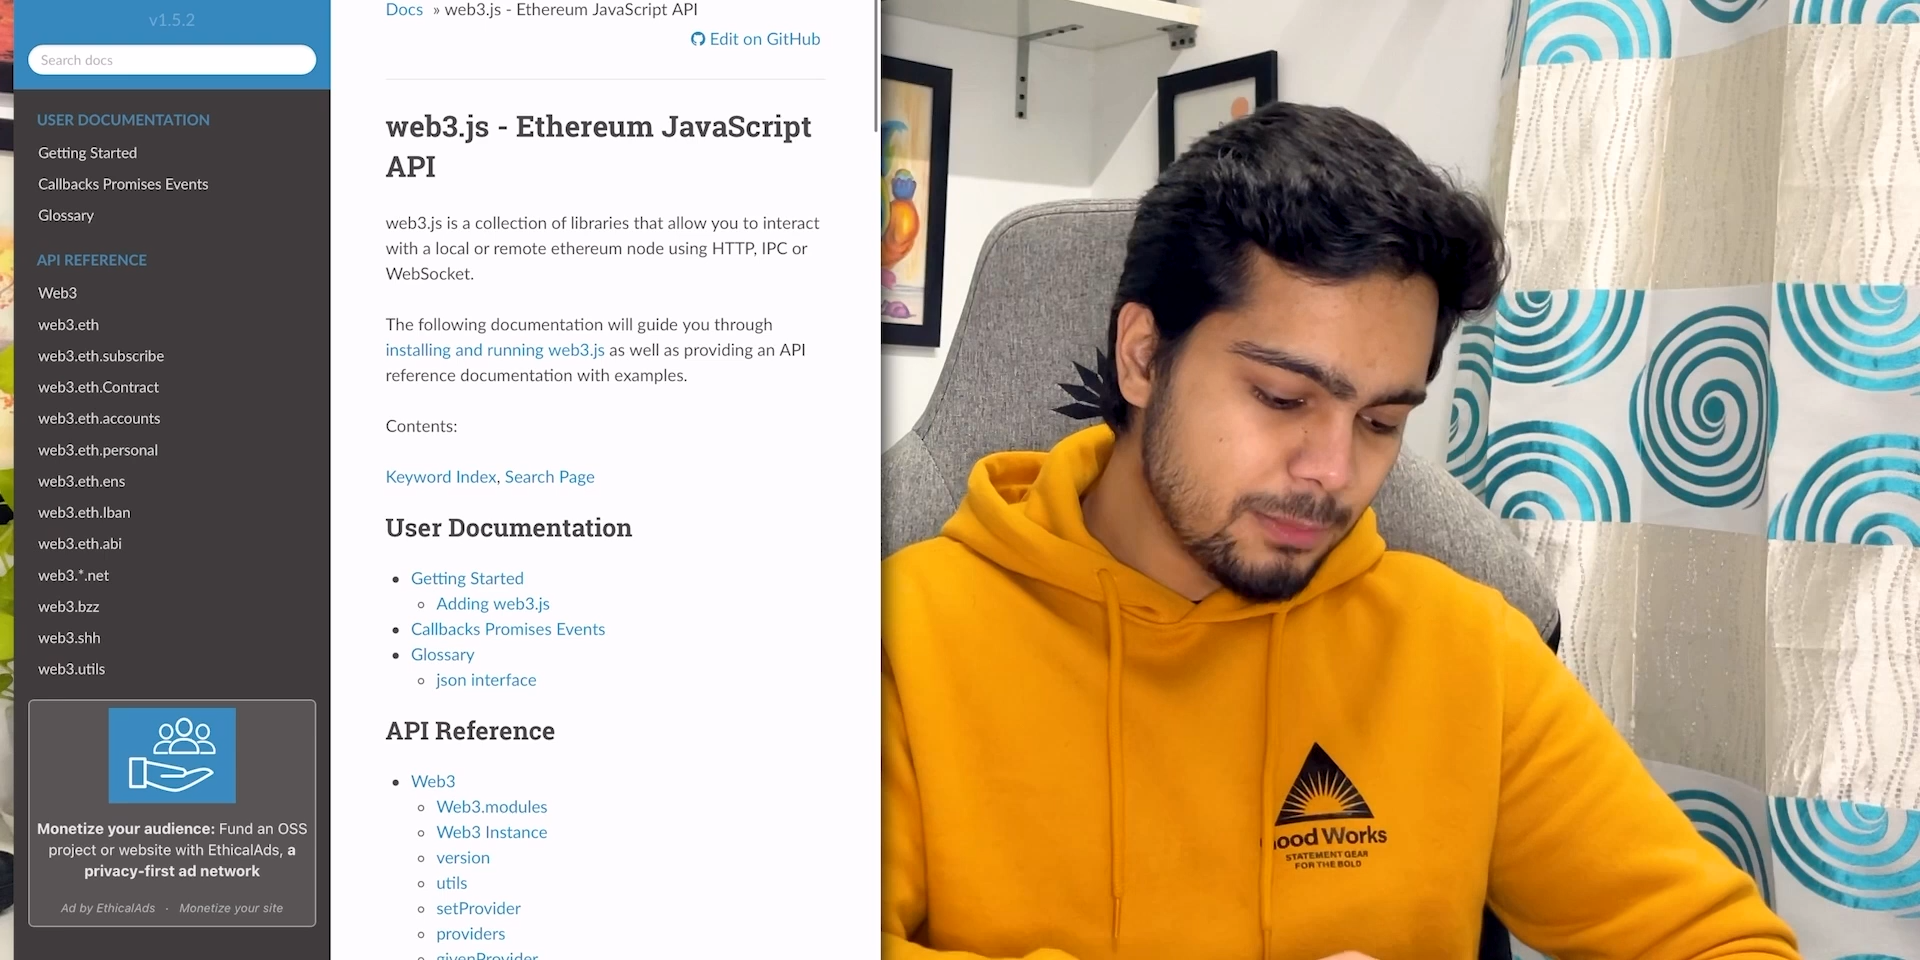 v1.5.2
Search docs
USER DOCUMENTATION
Getting Started
Callbacks Promises Events
Glossary
API REFERENCE
Web3
web3.eth
web3.eth.subscribe
web3.eth.Contract
web3.eth.accounts
web3.eth.personal
web3.eth.ens
web3.eth.Iban
web3.eth.abi
web3.*.net
web3.bzz
web3.shh
web3.utils
Monetize your audience: Fund an OSS
project or website with EthicalAds, a
privacy-first ad network
Ad by EthicalAds · Monetize your site
Docs » web3.js - Ethereum JavaScript API
Edit on GitHub
web3.js - Ethereum JavaScript
API
web3.js is a collection of libraries that allow you to interact
with a local or remote ethereum node using HTTP, IPC or
WebSocket.
The following documentation will guide you through
installing and running web3.js as well as providing an API
reference documentation with examples.
Contents:
Keyword Index, Search Page
User Documentation
• Getting Started
◦ Adding web3.js
• Callbacks Promises Events
• Glossary
◦ json interface
API Reference
• Web3
◦ Web3.modules
◦ Web3 Instance
◦ version
◦ utils
◦ setProvider
◦ providers
◦ givenProvider
Good Works
STATEMENT GEAR
FOR THE BOLD